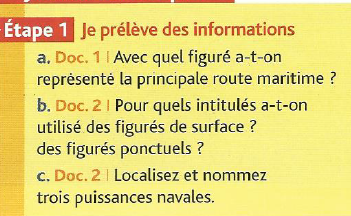 Étape 1 Je prélève des informations
a. Doc. 1 | Avec quel figuré a-t-on
représenté la principale route maritime ?
b. Doc. 2 | Pour quels intitulés a-t-on
utilisé des figurés de surface ?
des figurés ponctuels ?
c. Doc. 2 | Localisez et nommez
trois puissances navales.